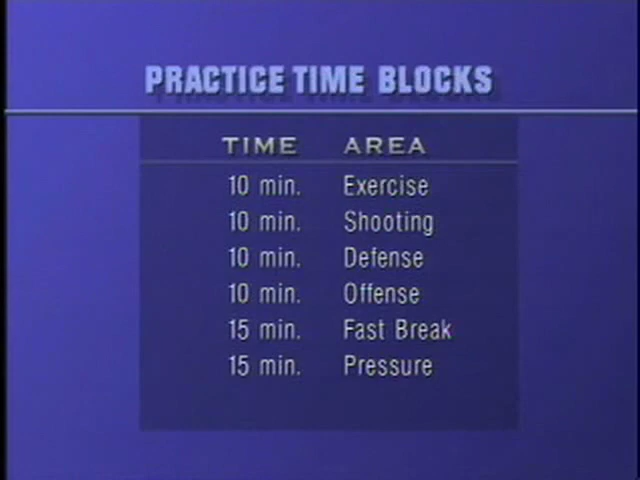 PRACTICE TIME BLOCKS
TIME AREA
10 min. Exercise
10 min. Shooting
10 min. Defense
10 min. Offense
15 min. Fast Break
15 min. Pressure